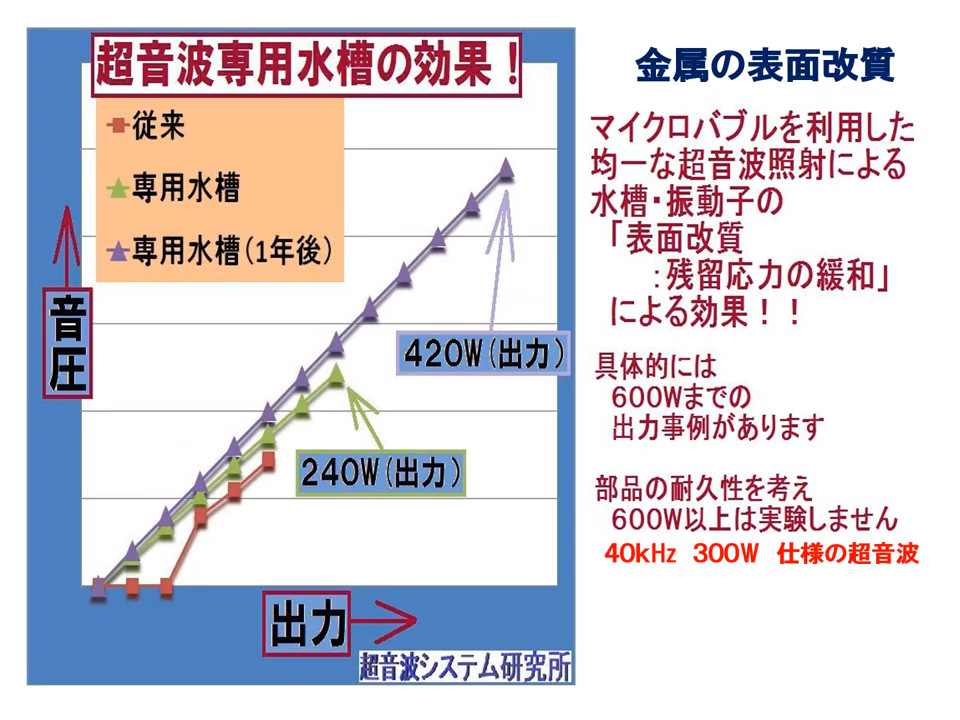 超音波専用水槽の効果！
従来
専用水槽
専用水槽（1年後）
音圧
420W（出力）
240W（出力）
出力
超音波システム研究所
金属の表面改質
マイクロバブルを利用した
均一な超音波照射による
水槽・振動子の
「表面改質
：残留応力の緩和」
による効果！！
具体的には
600Wまでの
出力事例があります
部品の耐久性を考え
600W以上は実験しません
40kHz 300W 仕様の超音波